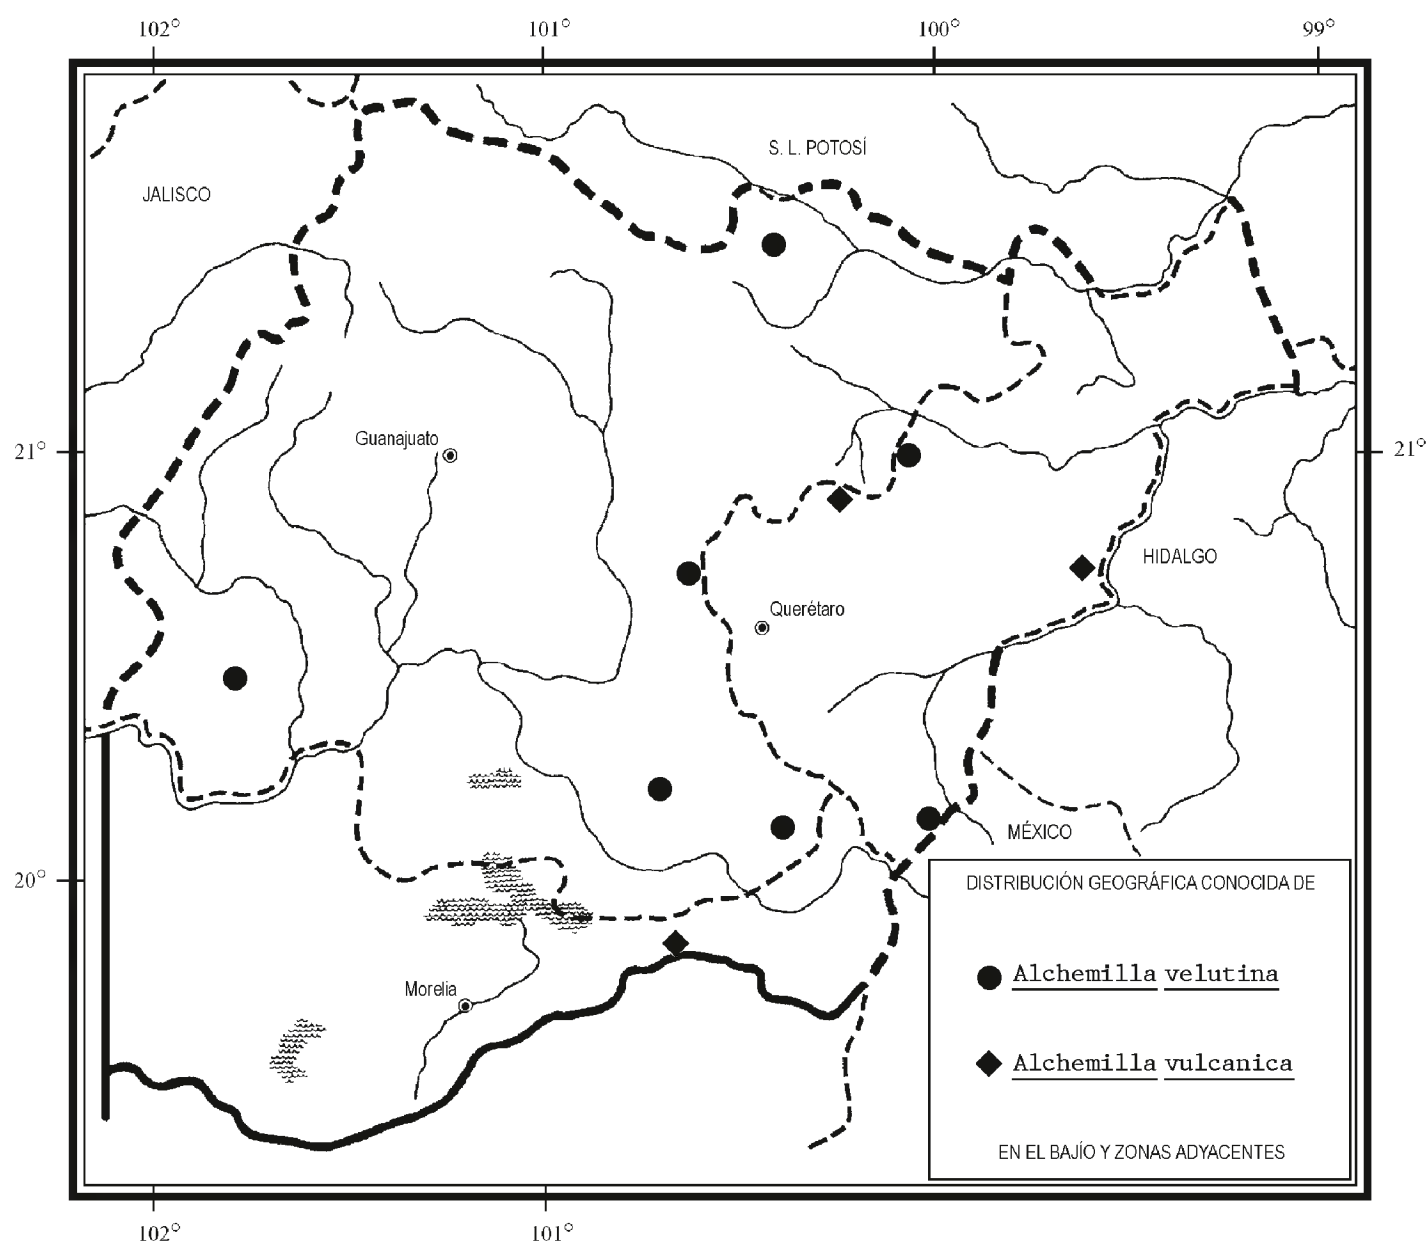 102° 101° 100° 99°
S. L. POTOSÍ
JALISCO
Guanajuato
21° 21°
HIDALGO
Querétaro
MÉXICO
20°
DISTRIBUCIÓN GEOGRÁFICA CONOCIDA DE
Alchemilla velutina
Morelia
Alchemilla vulcanica
EN EL BAJÍO Y ZONAS ADYACENTES
102° 101°